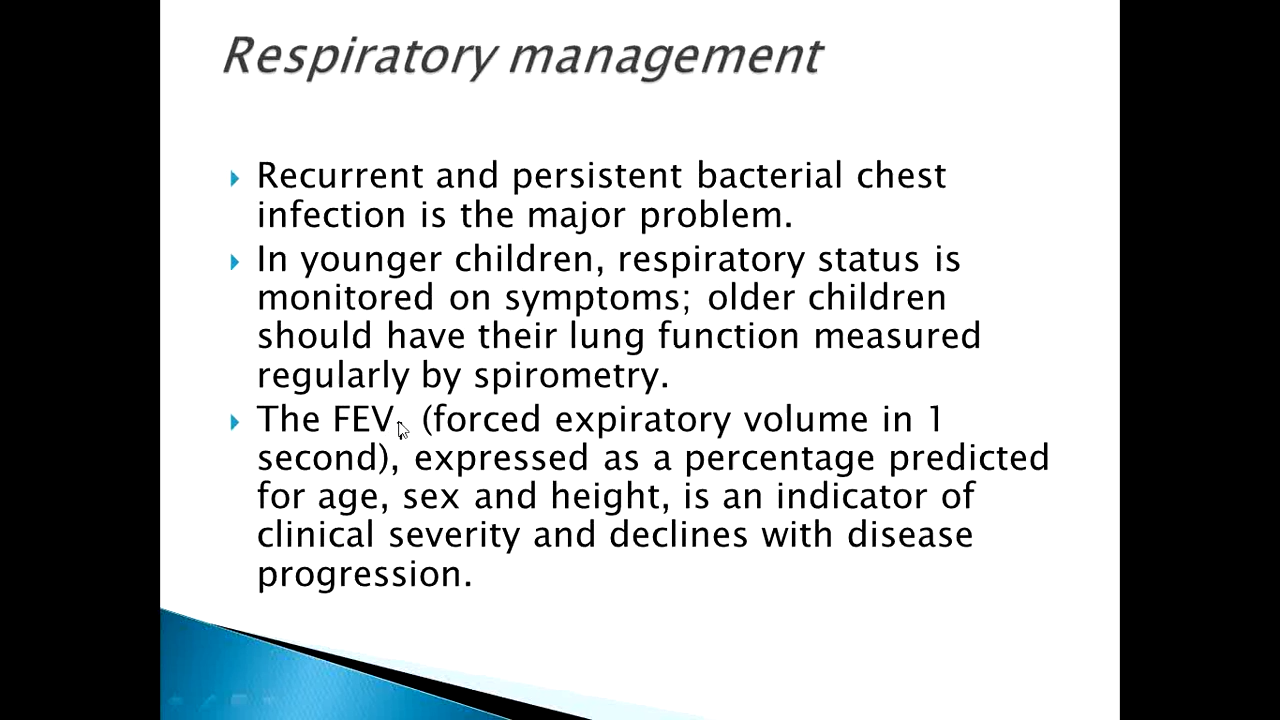 Respiratory management
Recurrent and persistent bacterial chest
infection is the major problem.
In younger children, respiratory status is
monitored on symptoms; older children
should have their lung function measured
regularly by spirometry.
The FEV (forced expiratory volume in 1
second), expressed as a percentage predicted
for age, sex and height, is an indicator of
clinical severity and declines with disease
progression.